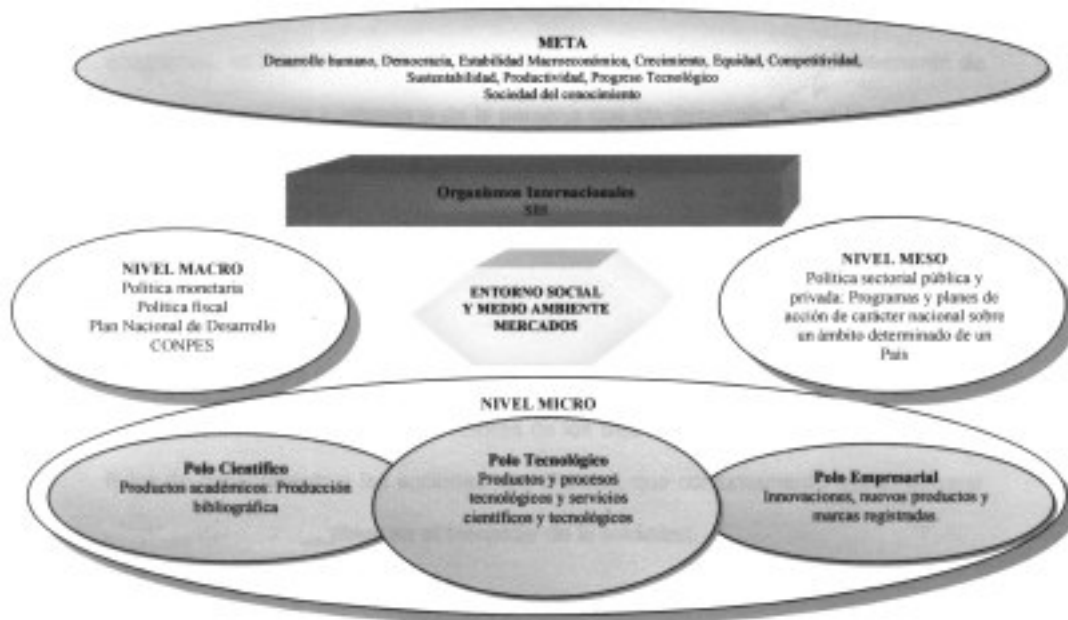 META
Desarrollo humano, Democracia, Estabilidad Macroeconómica, Crecimiento, Equidad, Competitividad,
Sustentabilidad, Productividad, Progreso Tecnológico
Sociedad del conocimiento
Organismos Internacionales
NIVEL MACRO
Política monetaria
Política fiscal
Plan Nacional de Desarrollo
CONPES
ENTORNO SOCIAL
Y MEDIO AMBIENTE
MERCADOS
NIVEL MESO
Política sectorial pública y
privada: Programas y planes de
acción de carácter nacional sobre
un ámbito determinado de un
País
NIVEL MICRO
Polo Científico
Productos académicos: Producción
bibliográfica
Polo Tecnológico
Productos y procesos
tecnológicos y servicios
científicos y tecnológicos
Polo Empresarial
Innovaciones, nuevos productos y
marcas registradas.